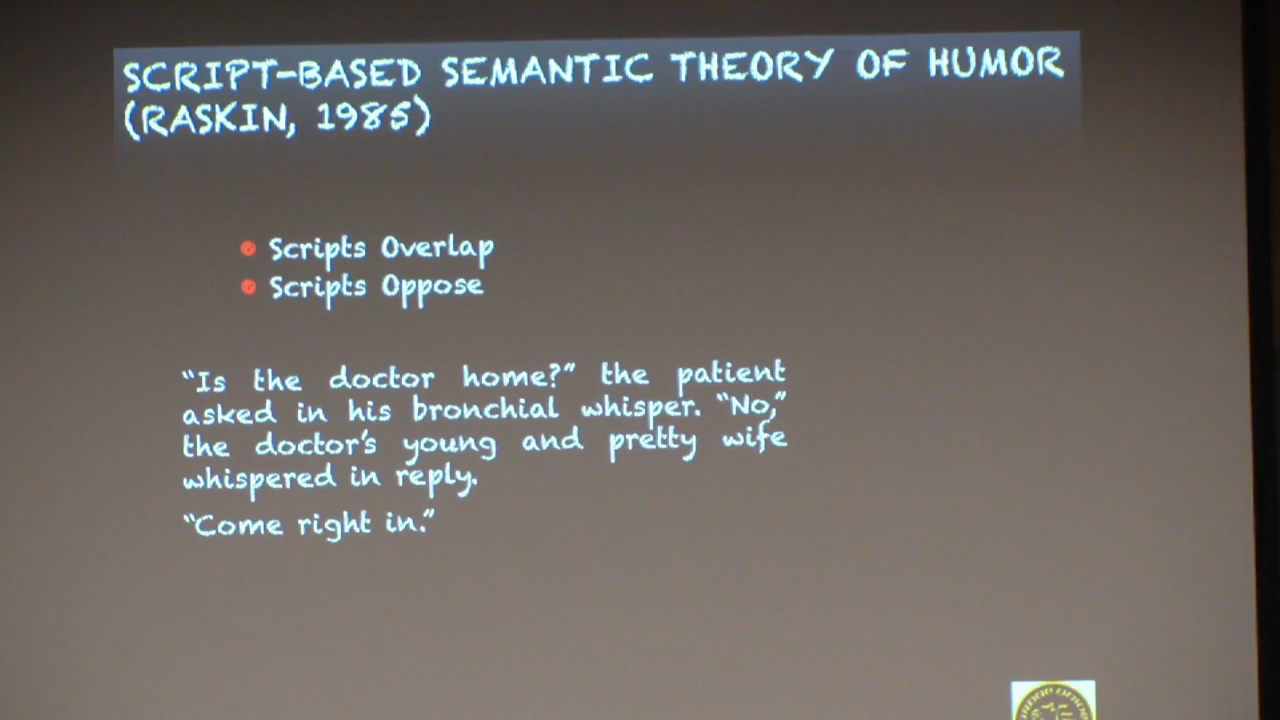 SCRIPT-BASED SEMANTIC THEORY OF HUMOR
(RASKIN, 1985)
Scripts Overlap
Scripts Oppose
“Is the doctor home?” the patient
asked in his bronchial whisper. “No,”
the doctor’s young and pretty wife
whispered in reply.
“Come right in.”